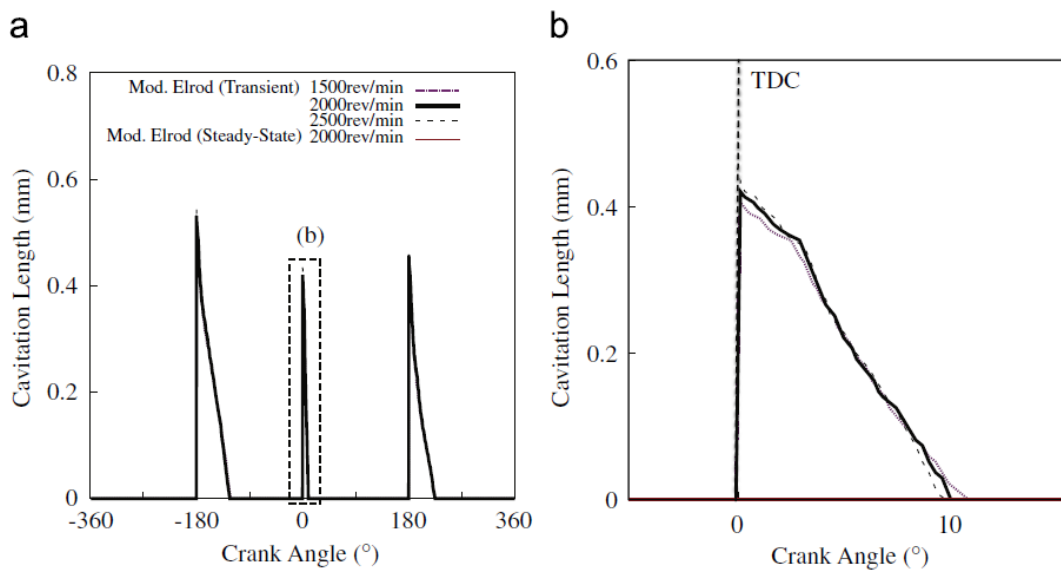 a
b
0.8
0.6
0.4
0.2
0
Cavitation Length (mm)
Mod. Elrod (Transient) 1500rev/min
2000rev/min
2500rev/min
Mod. Elrod (Steady-State) 2000rev/min
(b)
-360 -180 0 180 360
Crank Angle (°)
0.6
0.4
0.2
0
Cavitation Length (mm)
TDC
0 10
Crank Angle (°)